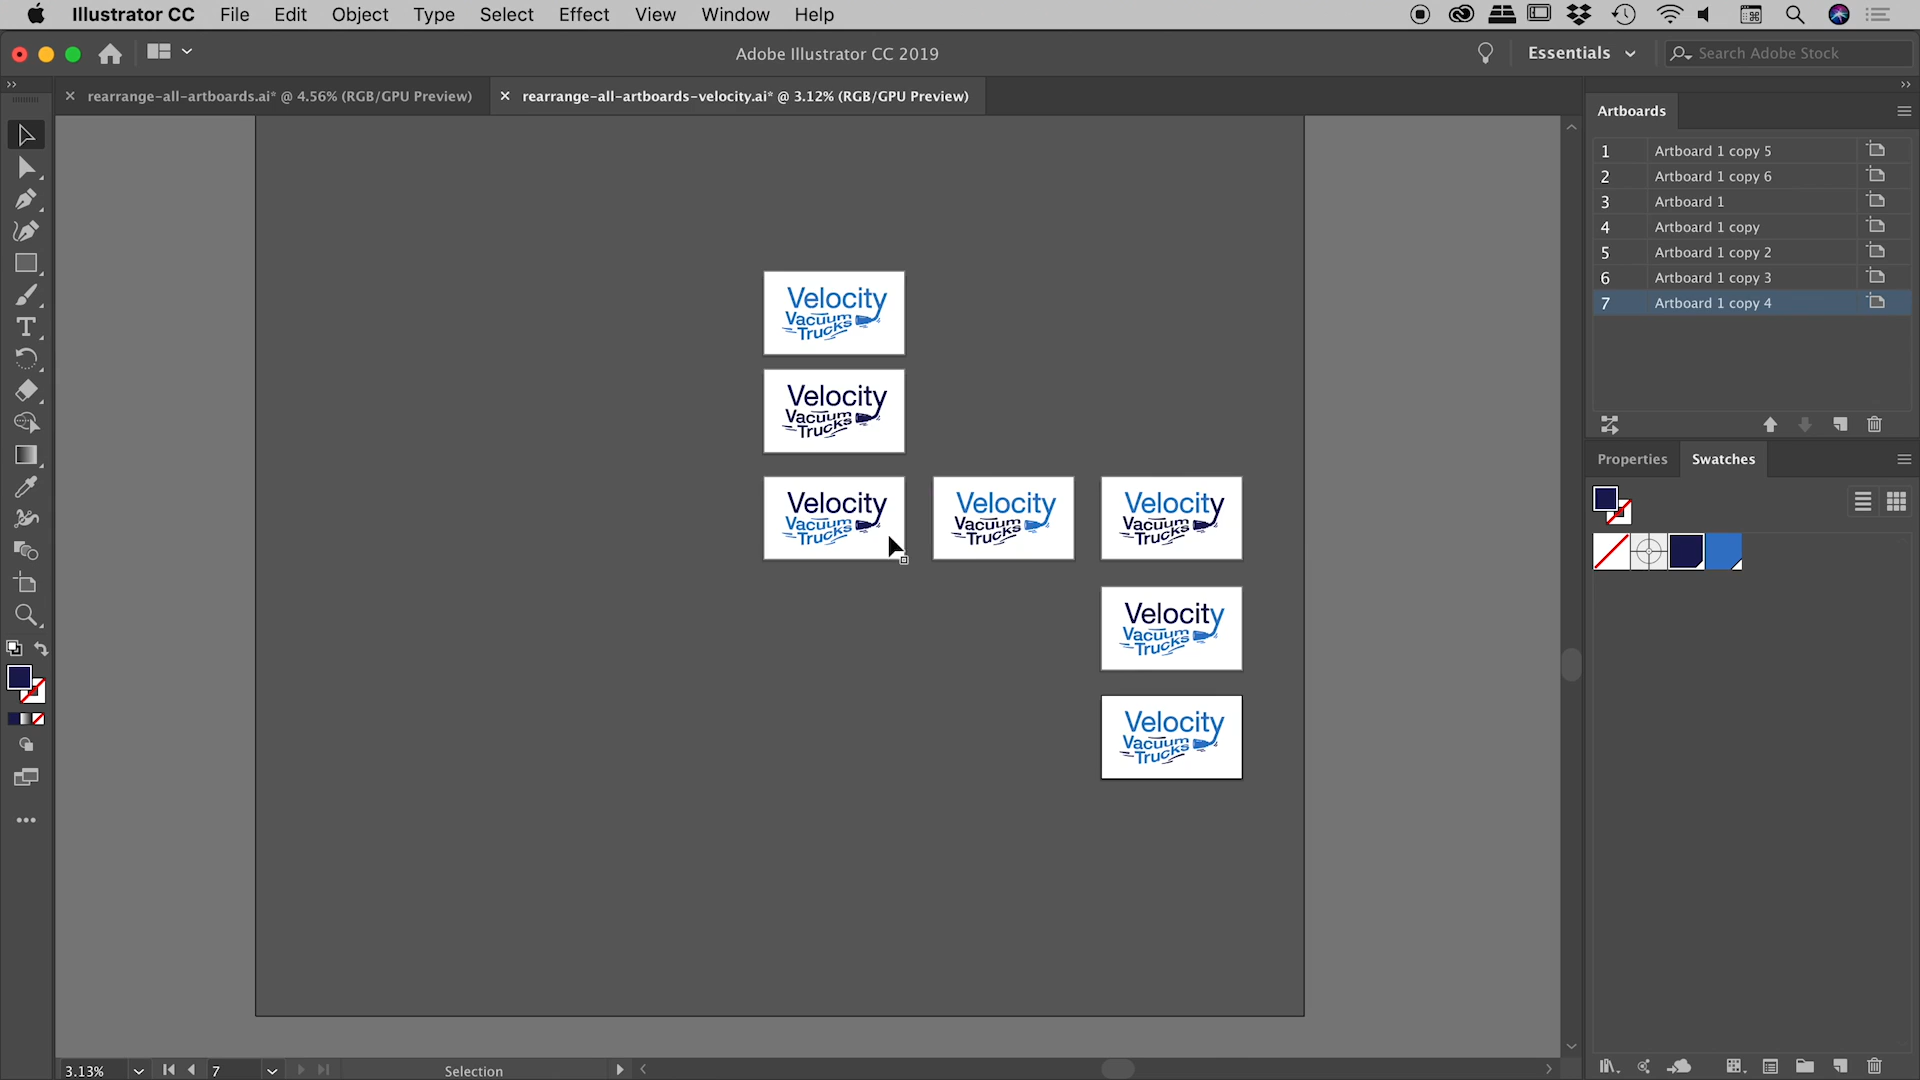 Illustrator CC File Edit Object Type Select Effect View Window Help
Adobe Illustrator CC 2019
Essentials
Search Adobe Stock
rearrange-all-artboards.ai* @ 4.56% (RGB/GPU Preview)
rearrange-all-artboards-velocity.ai* @ 3.12% (RGB/GPU Preview)
Artboards
1 Artboard 1 copy 5
2 Artboard 1 copy 6
3 Artboard 1
4 Artboard 1 copy
5 Artboard 1 copy 2
6 Artboard 1 copy 3
7 Artboard 1 copy 4
Properties Swatches
Velocity
Vacuum
Trucks
Velocity
Vacuum
Trucks
Velocity
Vacuum
Trucks
Velocity
Vacuum
Trucks
Velocity
Vacuum
Trucks
Velocity
Vacuum
Trucks
Velocity
Vacuum
Trucks
3.13%
7
Selection